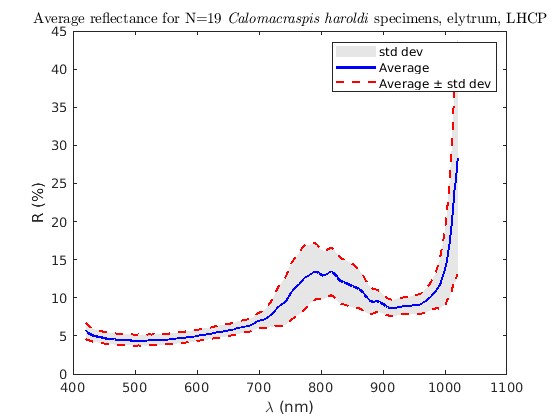 Average reflectance for N=19 Calomacraspis haroldi specimens, elytrum, LHCP
45
40
35
30
25
20
15
10
5
0
R (%)
std dev
Average
Average ± std dev
400 500 600 700 800 900 1000 1100
λ (nm)